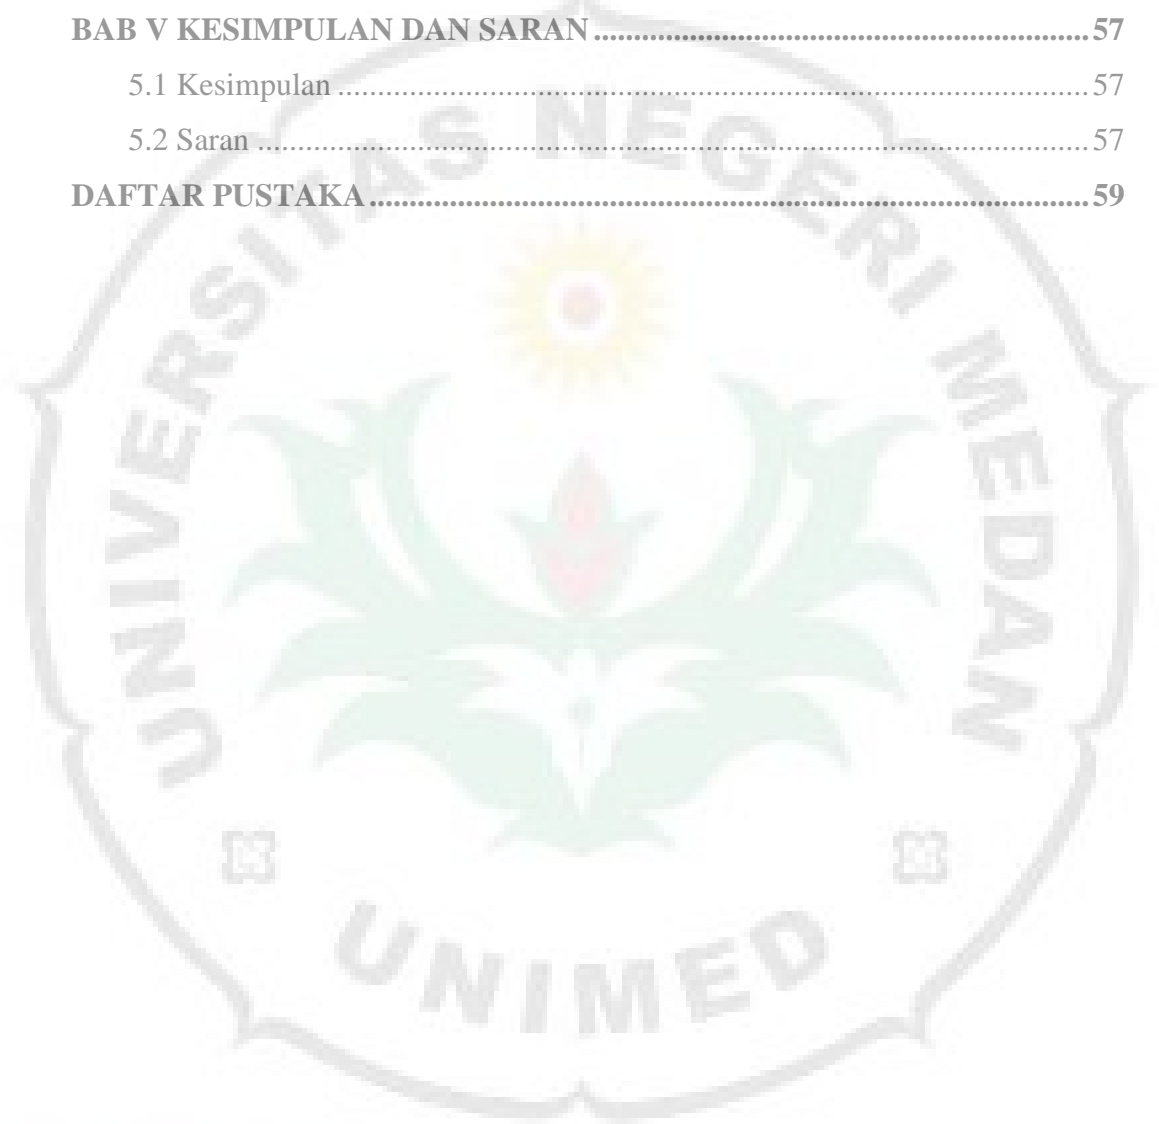 BAB V KESIMPULAN DAN SARAN ........................................................... 57
5.1 Kesimpulan ........................................................................................... 57
5.2 Saran ..................................................................................................... 57
DAFTAR PUSTAKA ....................................................................................... 59
UNIVERSITAS NEGERI MEDAN
UNIMED